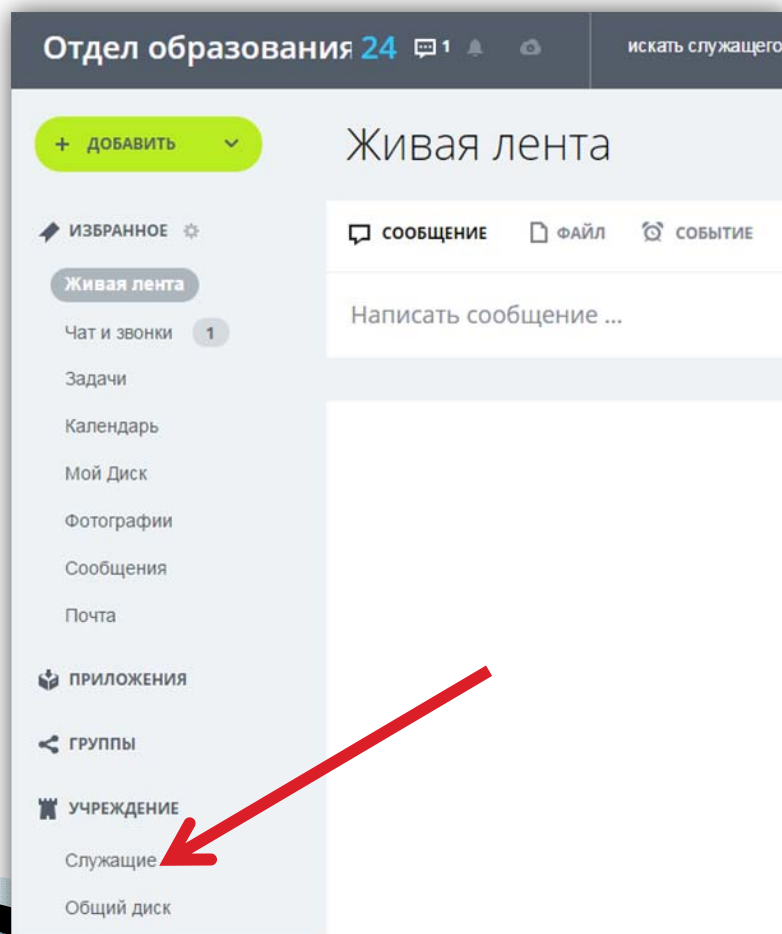 Отдел образования 24 1 искать служащего
+ ДОБАВИТЬ
Живая лента
ИЗБРАННОЕ
СООБЩЕНИЕ ФАЙЛ СОБЫТИЕ
Живая лента
Написать сообщение ...
Чат и звонки 1
Задачи
Календарь
Мой Диск
Фотографии
Сообщения
Почта
ПРИЛОЖЕНИЯ
ГРУППЫ
УЧРЕЖДЕНИЕ
Служащие
Общий диск